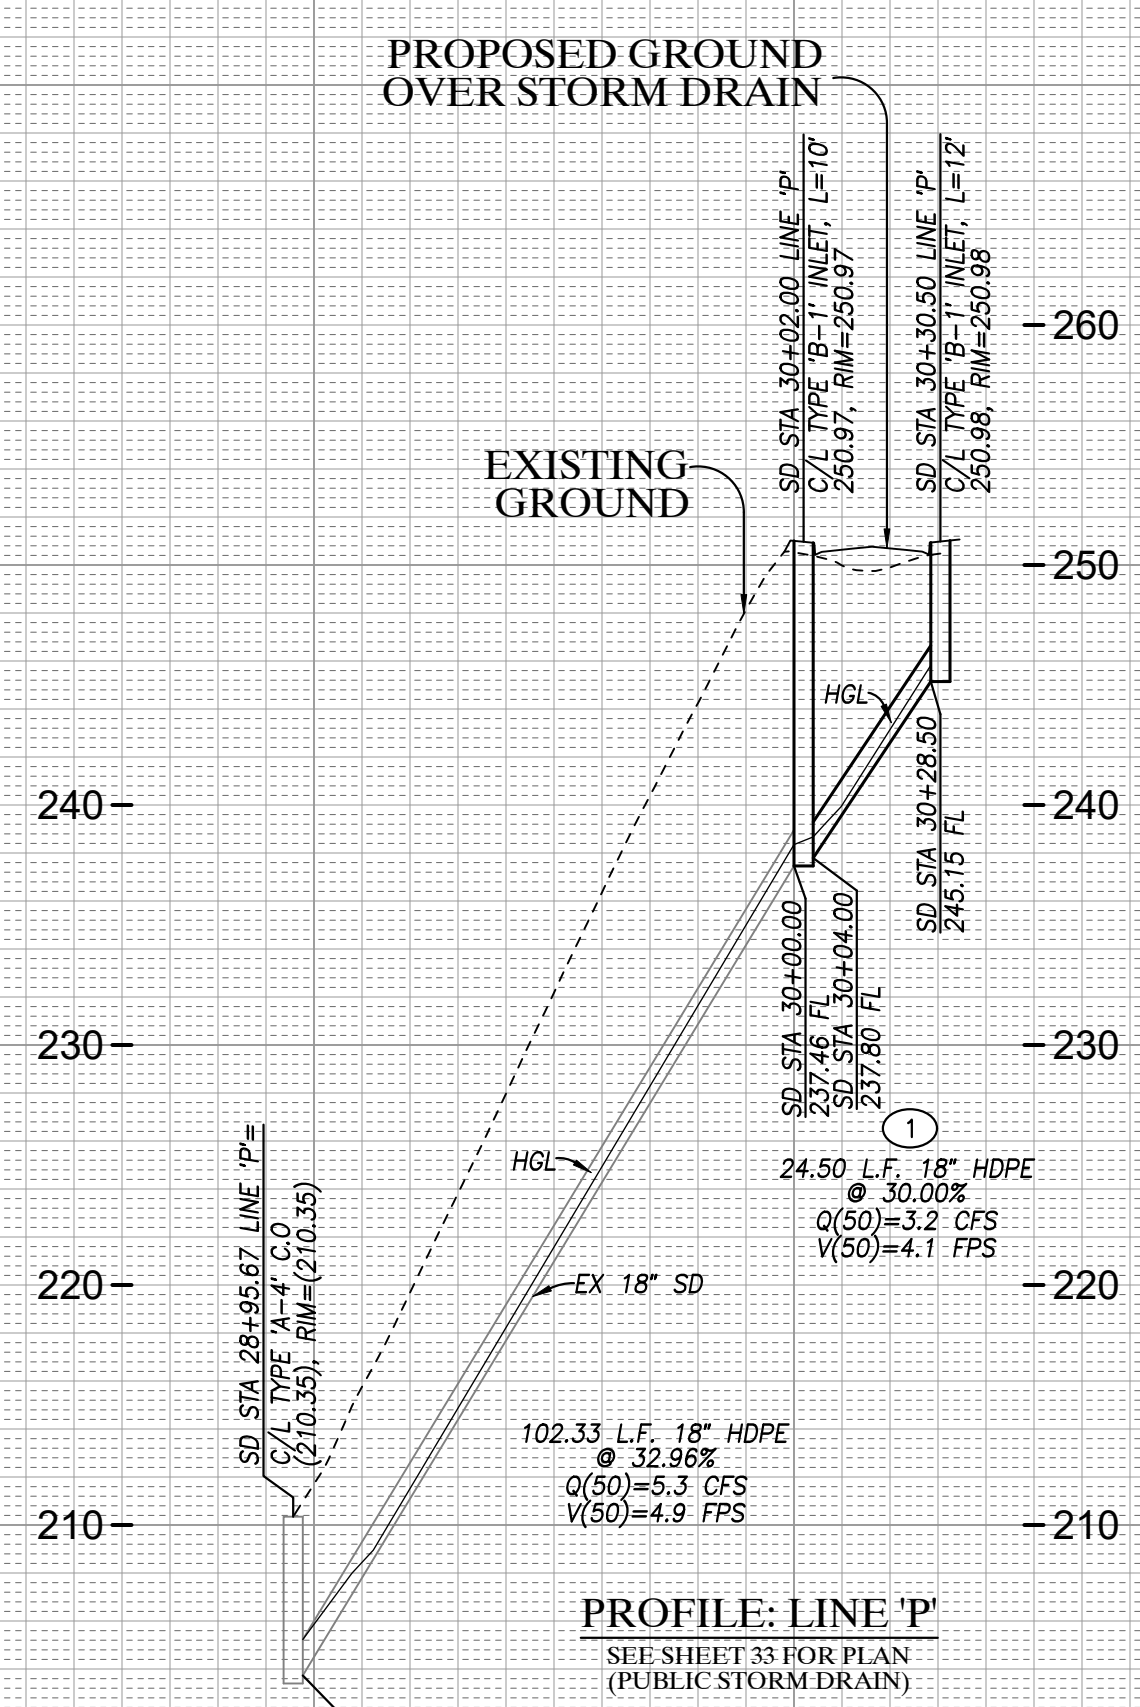 PROPOSED GROUND
OVER STORM DRAIN
SD STA 30+02.00 LINE 'P'
C/L TYPE 'B-1' INLET, L=10'
250.97, RIM=250.97
SD STA 30+30.50 LINE 'P'
C/L TYPE 'B-1' INLET, L=12'
250.98, RIM=250.98
260
EXISTING
GROUND
250
HGL
240
240
SD STA 30+28.50
245.15 FL
SD STA 30+00.00
237.46 FL
SD STA 30+04.00
237.80 FL
230
230
1
24.50 L.F. 18" HDPE
@ 30.00%
Q(50)=3.2 CFS
V(50)=4.1 FPS
HGL
SD STA 28+95.67 LINE 'P'=
C/L TYPE 'A-4' C.O
(210.35), RIM=(210.35)
220
220
EX 18" SD
102.33 L.F. 18" HDPE
@ 32.96%
Q(50)=5.3 CFS
V(50)=4.9 FPS
210
210
PROFILE: LINE 'P'
SEE SHEET 33 FOR PLAN
(PUBLIC STORM DRAIN)